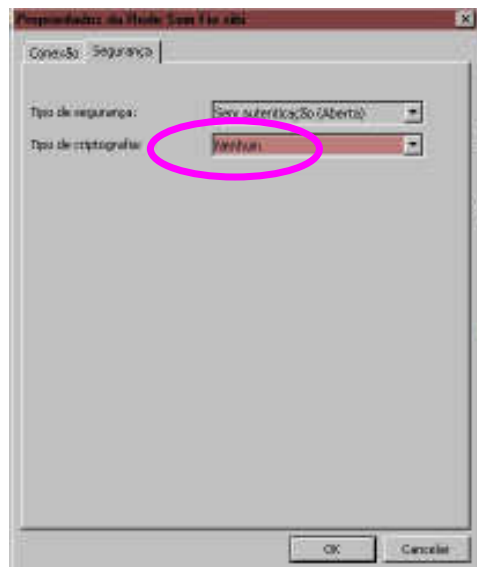 Propriedades da Rede Sem Fio
Conexão Segurança
Tipo de segurança: Sem autenticação (Aberta)
Tipo de criptografia: Nenhum
OK Cancelar